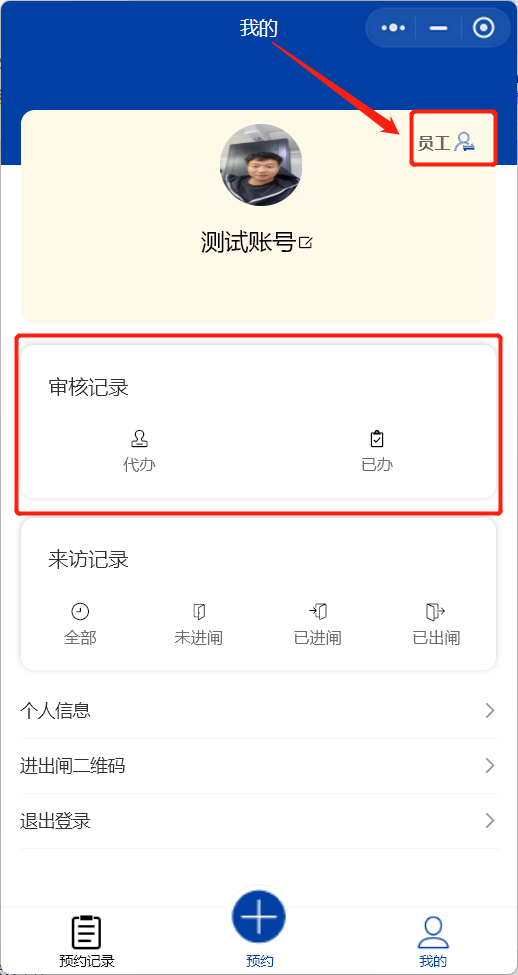 我的
员工
测试账号
审核记录
代办 已办
来访记录
全部 未进闸 已进闸 已出闸
个人信息
进出闸二维码
退出登录
预约记录 预约 我的